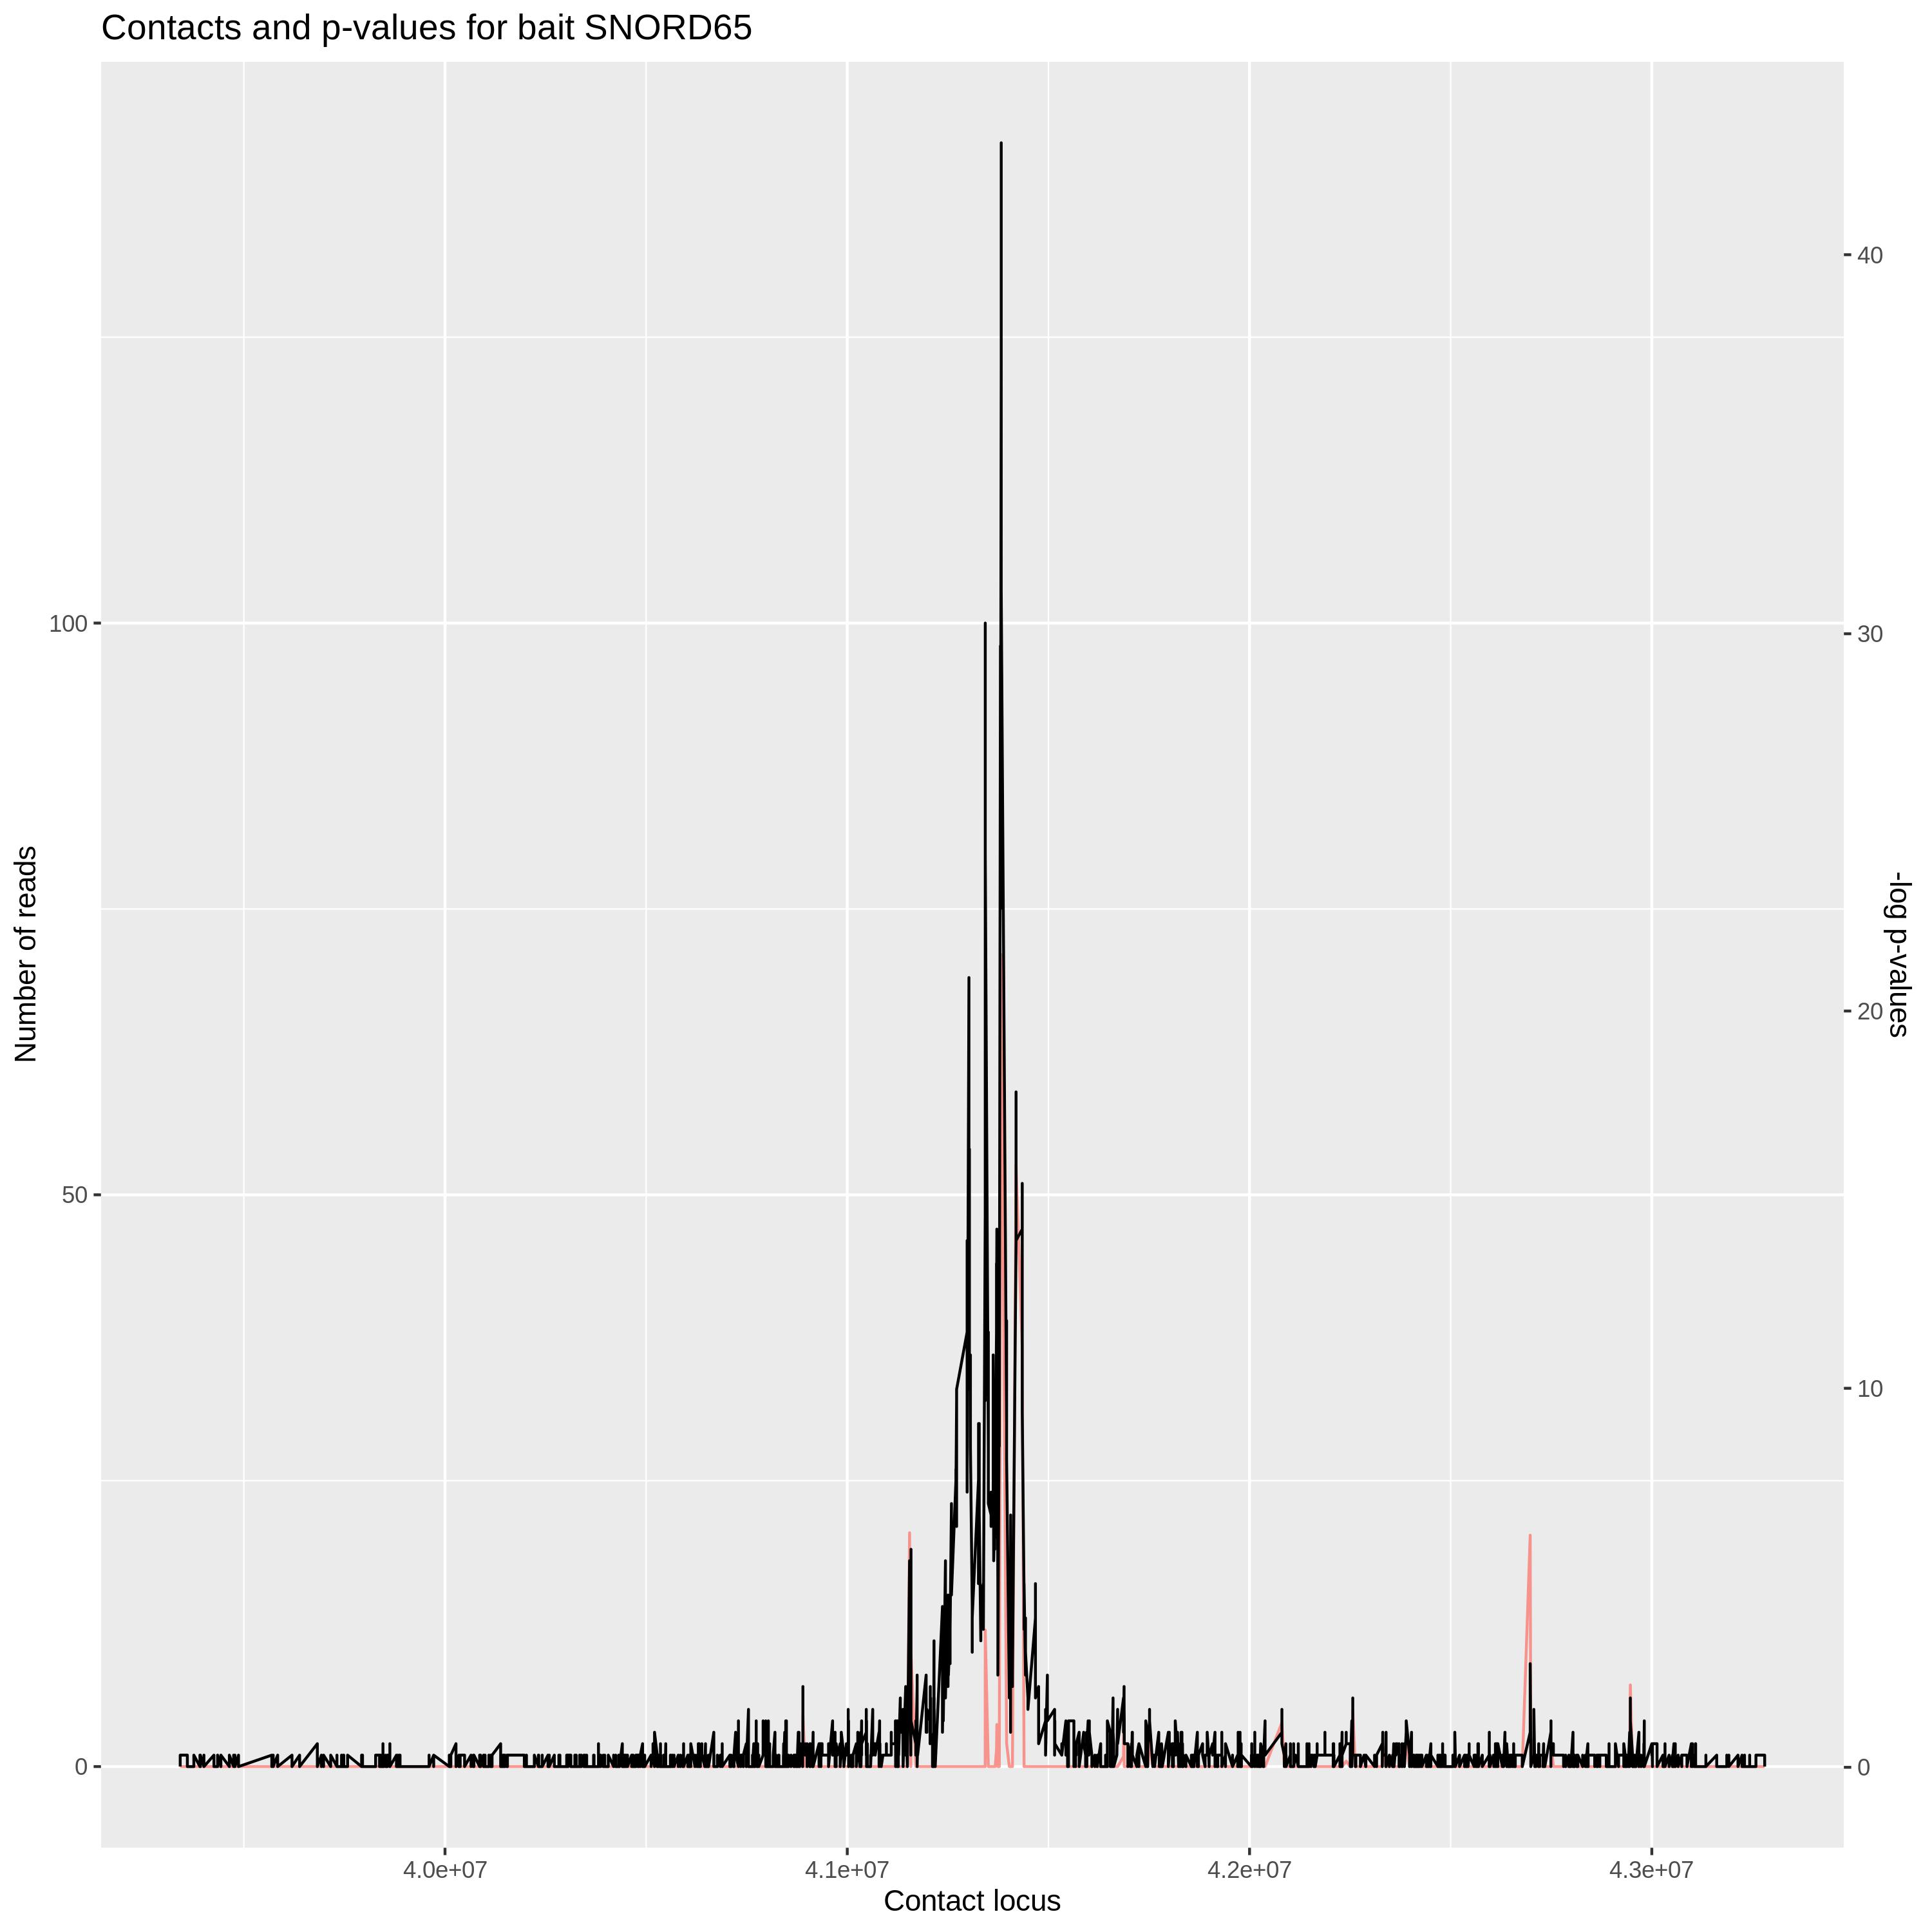 Contacts and p-values for bait SNORD65
Number of reads
100
50
0
40
30
20
10
0
-log p-values
4.0e+07
4.1e+07
4.2e+07
4.3e+07
Contact locus